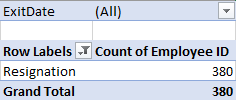 ExitDate (All)
Row Labels Count of Employee ID
Resignation 380
Grand Total 380